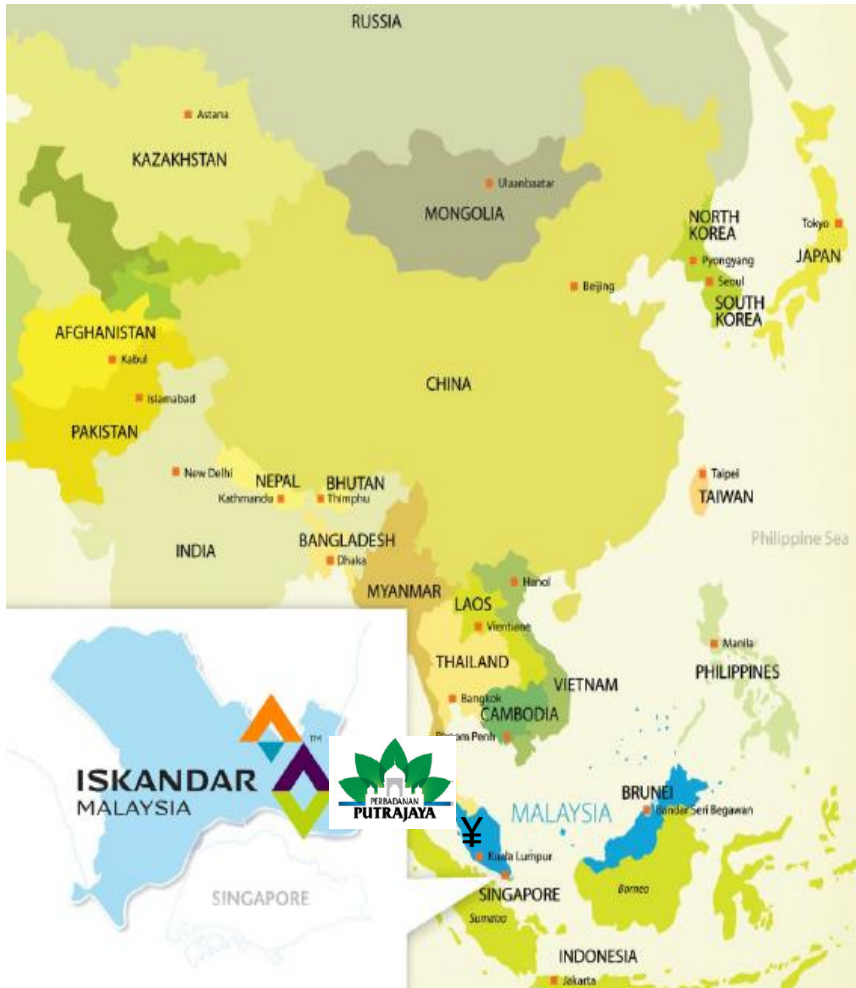 RUSSIA
Astana
KAZAKHSTAN
Ulaanbaatar
MONGOLIA
NORTH
KOREA
Tokyo
JAPAN
Pyongyang
Beijing
Seoul
SOUTH
KOREA
AFGHANISTAN
Kabul
CHINA
Islamabad
PAKISTAN
New Delhi
NEPAL
BHUTAN
Kathmandu
Thimphu
Taipei
TAIWAN
Philippine Sea
BANGLADESH
INDIA
Dhaka
MYANMAR
Hanoi
LAOS
Vientiane
Manila
THAILAND
PHILIPPINES
VIETNAM
Bangkok
CAMBODIA
Penh
TM
ISKANDAR
MALAYSIA
PERBADANAN
PUTRAJAYA
BRUNEI
MALAYSIA
Bandar Seri Begawan
¥
Kuala Lumpur
SINGAPORE
SINGAPORE
Borneo
Sumatra
INDONESIA
Jakarta